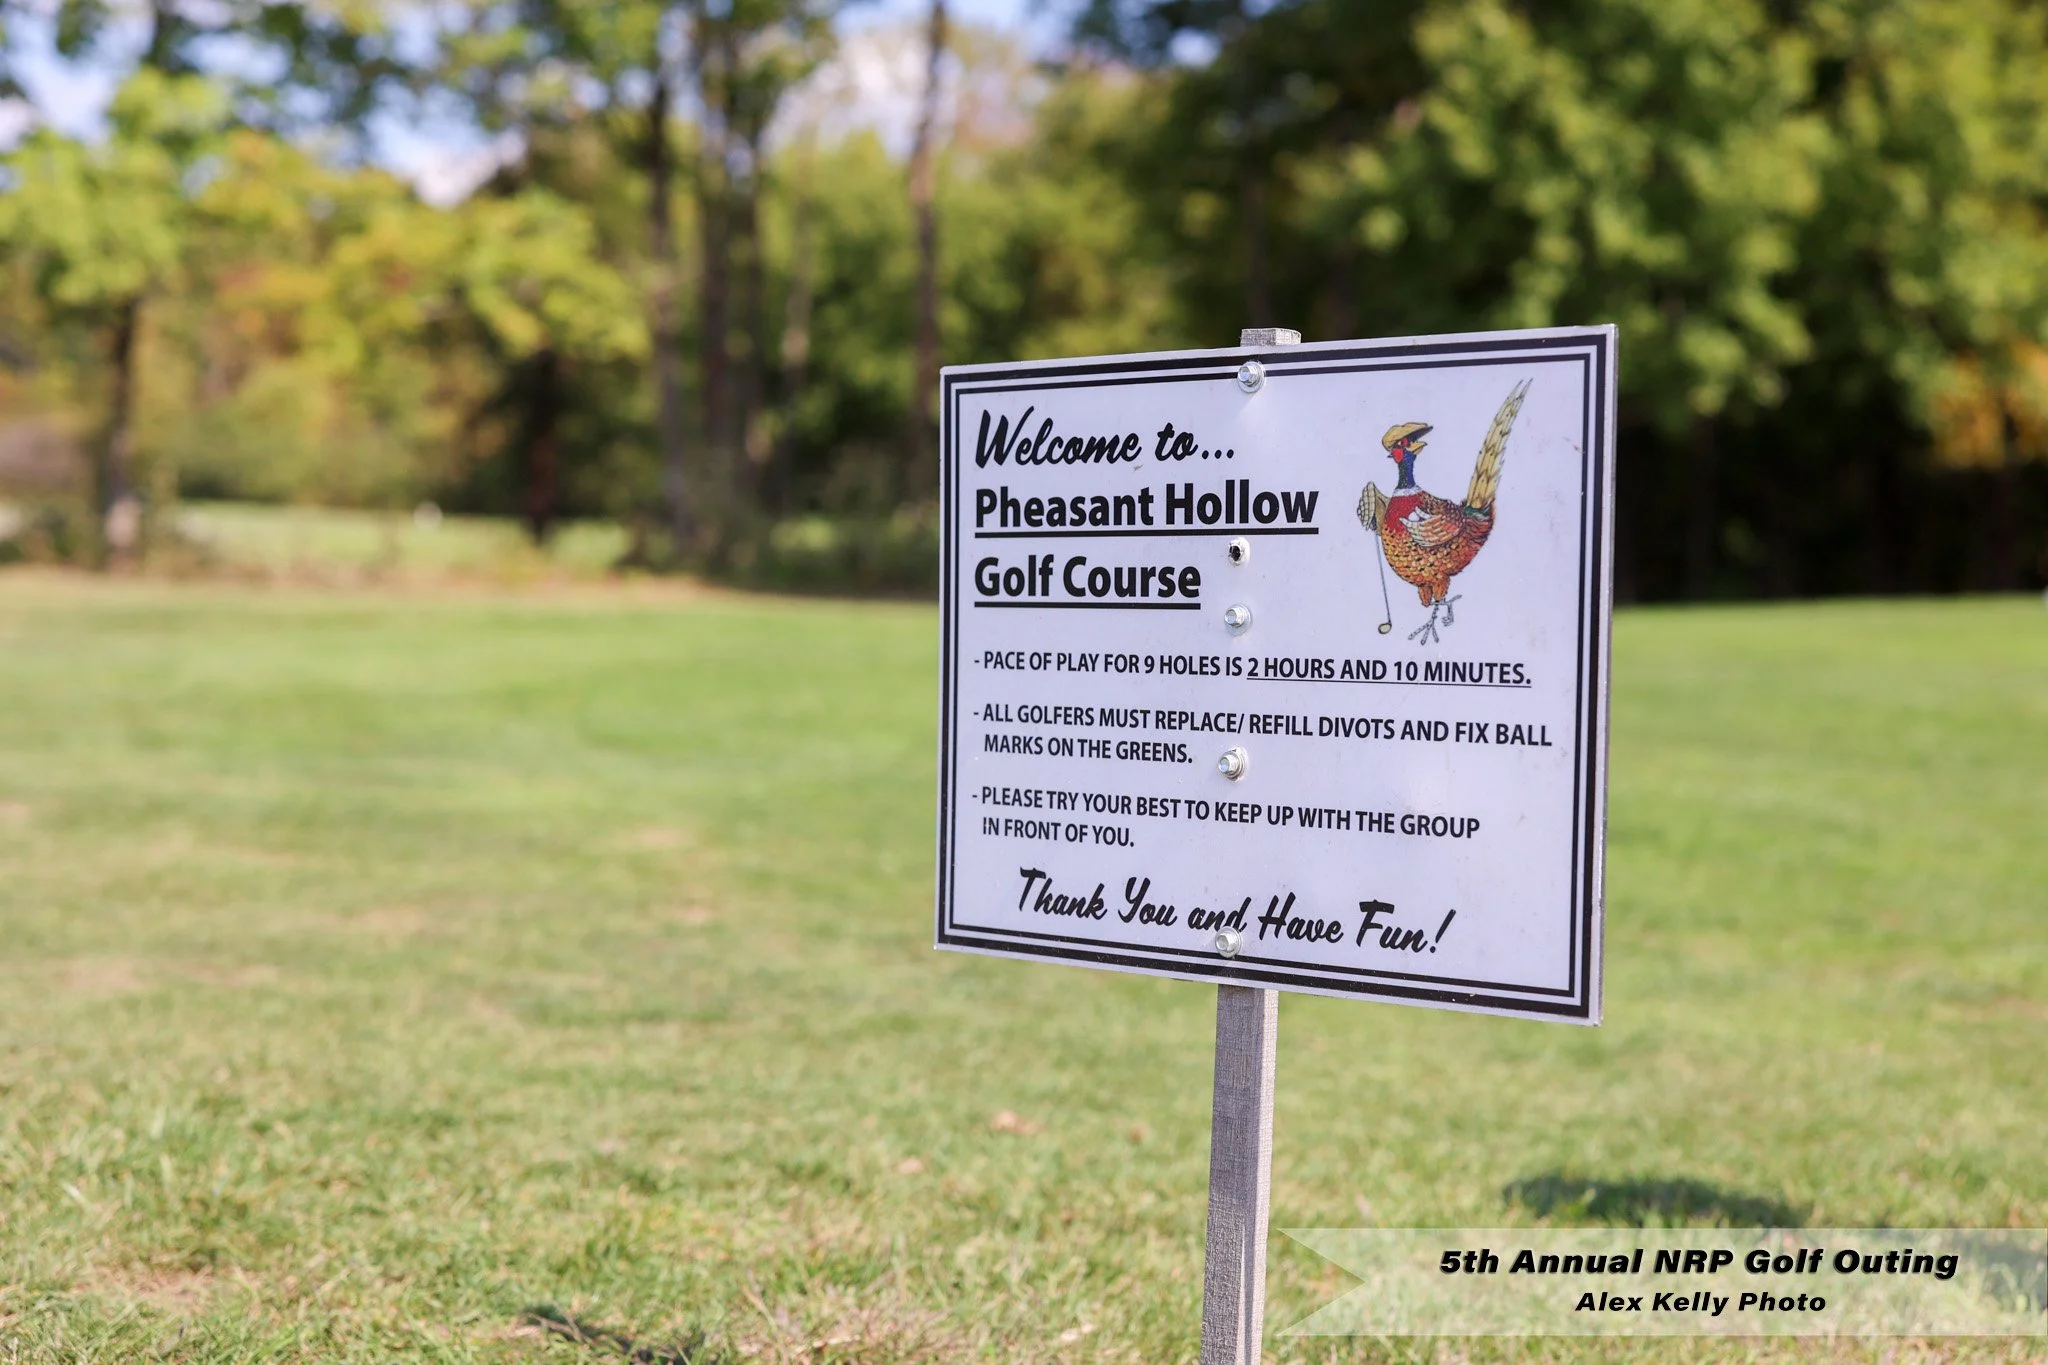 Welcome to...
Pheasant Hollow
Golf Course
- PACE OF PLAY FOR 9 HOLES IS 2 HOURS AND 10 MINUTES.
- ALL GOLFERS MUST REPLACE/ REFILL DIVOTS AND FIX BALL
MARKS ON THE GREENS.
- PLEASE TRY YOUR BEST TO KEEP UP WITH THE GROUP
IN FRONT OF YOU.
Thank You and Have Fun!
5th Annual NRP Golf Outing
Alex Kelly Photo